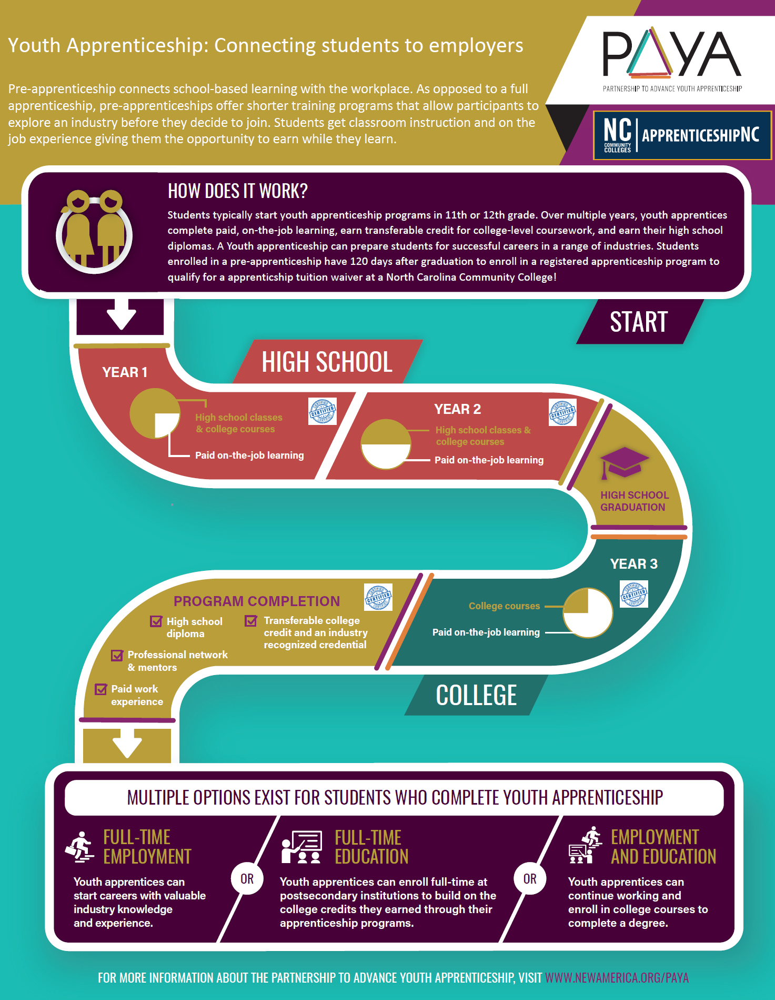 Youth Apprenticeship: Connecting students to employers
PAYA
PARTNERSHIP TO ADVANCE YOUTH APPRENTICESHIP
Pre-apprenticeship connects school-based learning with the workplace. As opposed to a full
apprenticeship, pre-apprenticeships offer shorter training programs that allow participants to
explore an industry before they decide to join. Students get classroom instruction and on the
job experience giving them the opportunity to earn while they learn.
NC
COMMUNITY
COLLEGES
APPRENTICESHIPNC
HOW DOES IT WORK?
Students typically start youth apprenticeship programs in 11th or 12th grade. Over multiple years, youth apprentices
complete paid, on-the-job learning, earn transferable credit for college-level coursework, and earn their high school
diplomas. A Youth apprenticeship can prepare students for successful careers in a range of industries. Students
enrolled in a pre-apprenticeship have 120 days after graduation to enroll in a registered apprenticeship program to
qualify for a apprenticship tuition waiver at a North Carolina Community College!
START
HIGH SCHOOL
YEAR 1
High school classes
& college courses
Paid on-the-job learning
CERTIFIED
CERTIFIED
CERTIFIED
YEAR 2
High school classes &
college courses
Paid on-the-job learning
CERTIFIED
CERTIFIED
CERTIFIED
HIGH SCHOOL
GRADUATION
YEAR 3
College courses
Paid on-the-job learning
CERTIFIED
CERTIFIED
CERTIFIED
COLLEGE
PROGRAM COMPLETION
CERTIFIED
CERTIFIED
CERTIFIED
High school
diploma
Transferable college
credit and an industry
recognized credential
Professional network
& mentors
Paid work
experience
MULTIPLE OPTIONS EXIST FOR STUDENTS WHO COMPLETE YOUTH APPRENTICESHIP
FULL-TIME
EMPLOYMENT
Youth apprentices can
start careers with valuable
industry knowledge
and experience.
OR
FULL-TIME
EDUCATION
Youth apprentices can enroll full-time at
postsecondary institutions to build on the
college credits they earned through their
apprenticeship programs.
OR
EMPLOYMENT
AND EDUCATION
Youth apprentices can
continue working and
enroll in college courses to
complete a degree.
FOR MORE INFORMATION ABOUT THE PARTNERSHIP TO ADVANCE YOUTH APPRENTICESHIP, VISIT WWW.NEWAMERICA.ORG/PAYA